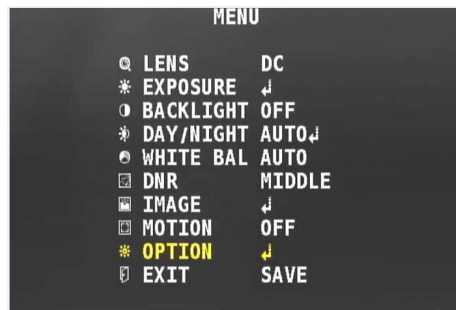 MENU
LENS DC
EXPOSURE ↲
BACKLIGHT OFF
DAY/NIGHT AUTO↲
WHITE BAL AUTO
DNR MIDDLE
IMAGE ↲
MOTION OFF
OPTION ↲
EXIT SAVE